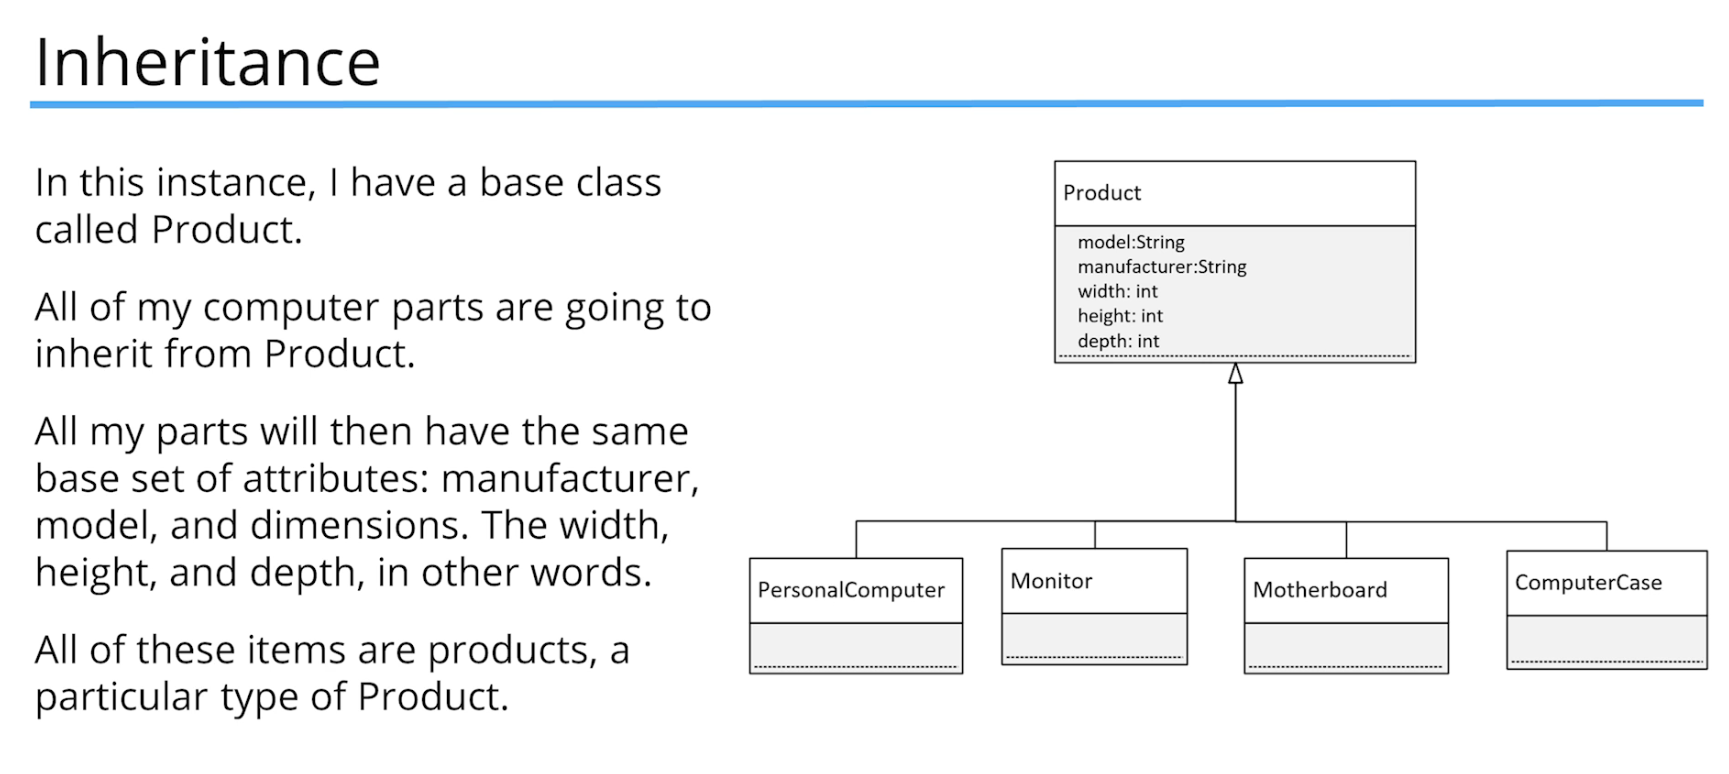 Inheritance
In this instance, I have a base class
called Product.
All of my computer parts are going to
inherit from Product.
All my parts will then have the same
base set of attributes: manufacturer,
model, and dimensions. The width,
height, and depth, in other words.
All of these items are products, a
particular type of Product.
Product
model:String
manufacturer:String
width: int
height: int
depth: int
PersonalComputer
Monitor
Motherboard
ComputerCase